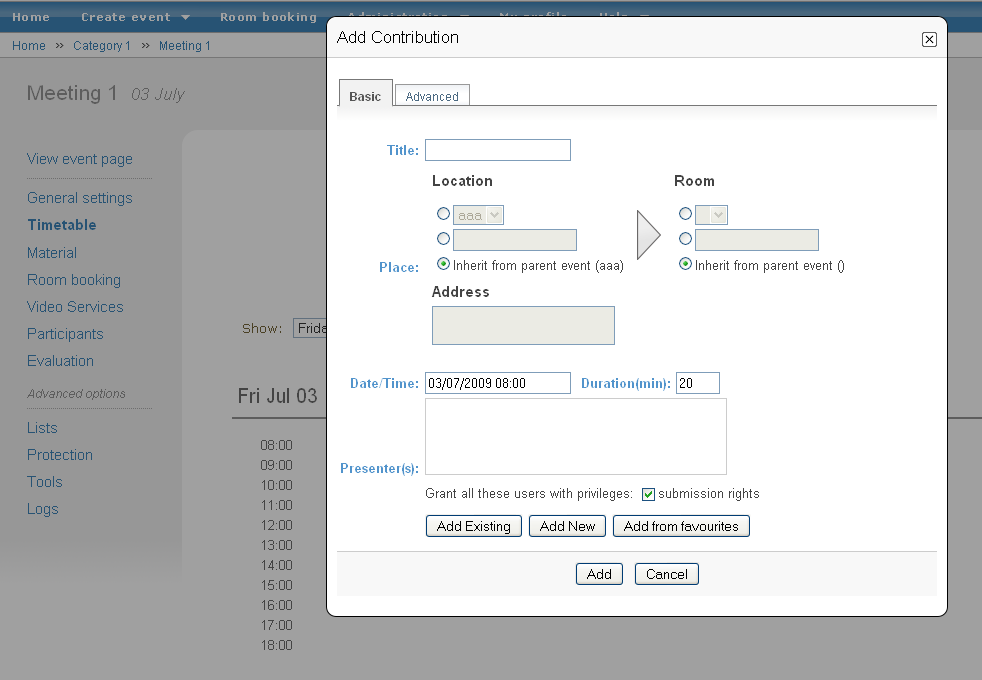 Home Create event Room booking Administration My profile Help
Home » Category 1 » Meeting 1
Meeting 1 03 July
View event page
General settings
Timetable
Material
Room booking
Video Services
Participants
Evaluation
Advanced options
Lists
Protection
Tools
Logs
Show: Frida
Fri Jul 03
08:00
09:00
10:00
11:00
12:00
13:00
14:00
15:00
16:00
17:00
18:00
Add Contribution
Basic Advanced
Title:
Location Room
aaa
Place: Inherit from parent event (aaa) Inherit from parent event ()
Address
Date/Time: 03/07/2009 08:00 Duration(min): 20
Presenter(s):
Grant all these users with privileges: submission rights
Add Existing Add New Add from favourites
Add Cancel